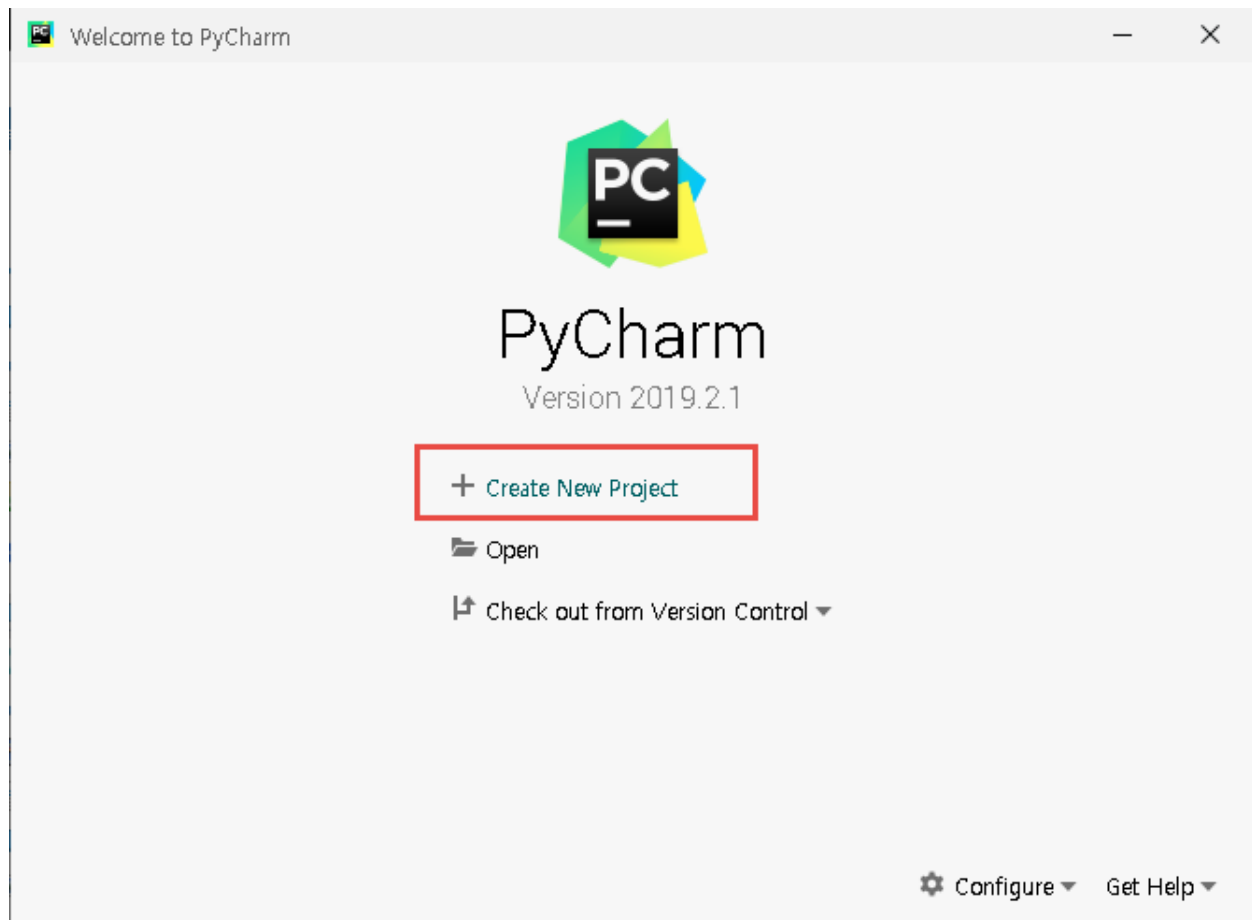 Welcome to PyCharm
PC
PyCharm
Version 2019.2.1
Create New Project
Open
Check out from Version Control
Configure Get Help